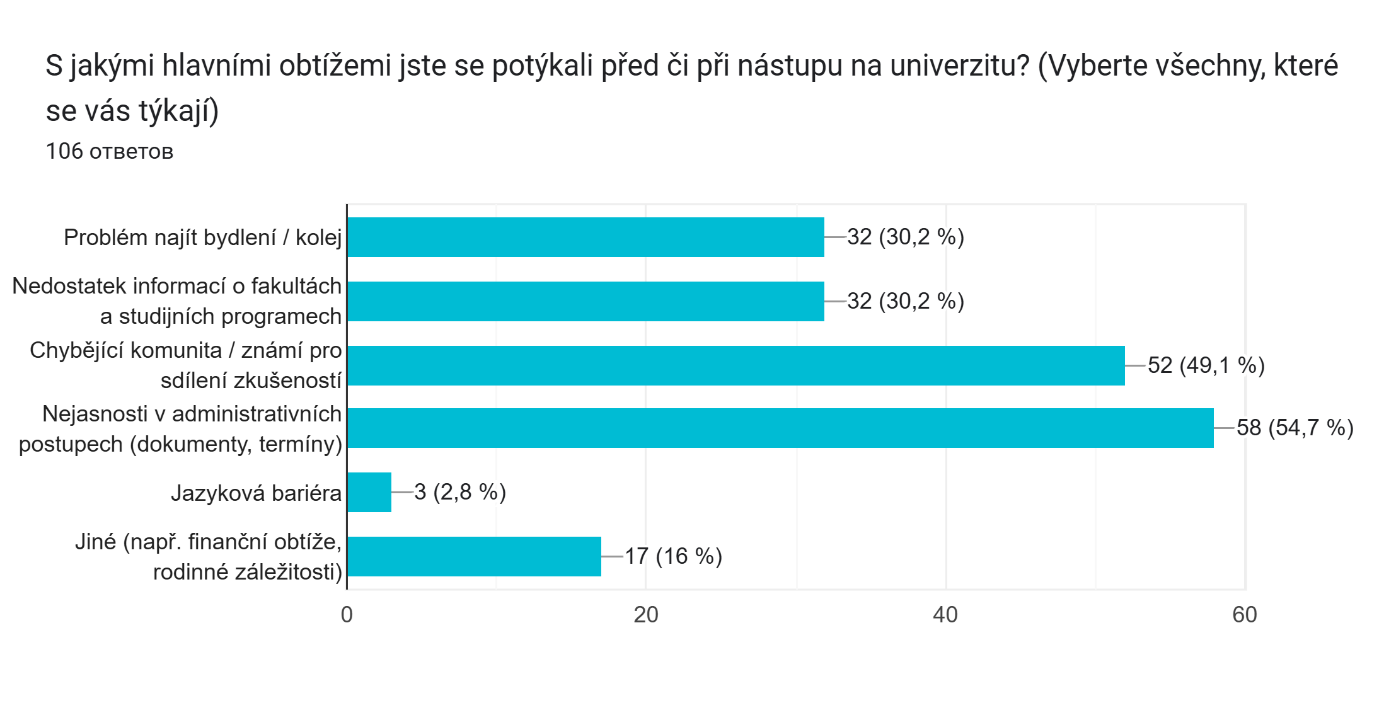 S jakými hlavními obtížemi jste se potýkali před či při nástupu na univerzitu? (Vyberte všechny, které
se vás týkají)
106 ответов
Problém najít bydlení / kolej
32 (30,2 %)
Nedostatek informací o fakultách
a studijních programech
32 (30,2 %)
Chybějící komunita / známí pro
sdílení zkušeností
52 (49,1 %)
Nejasnosti v administrativních
postupech (dokumenty, termíny)
58 (54,7 %)
Jazyková bariéra
3 (2,8 %)
Jiné (např. finanční obtíže,
rodinné záležitosti)
17 (16 %)
0 20 40 60